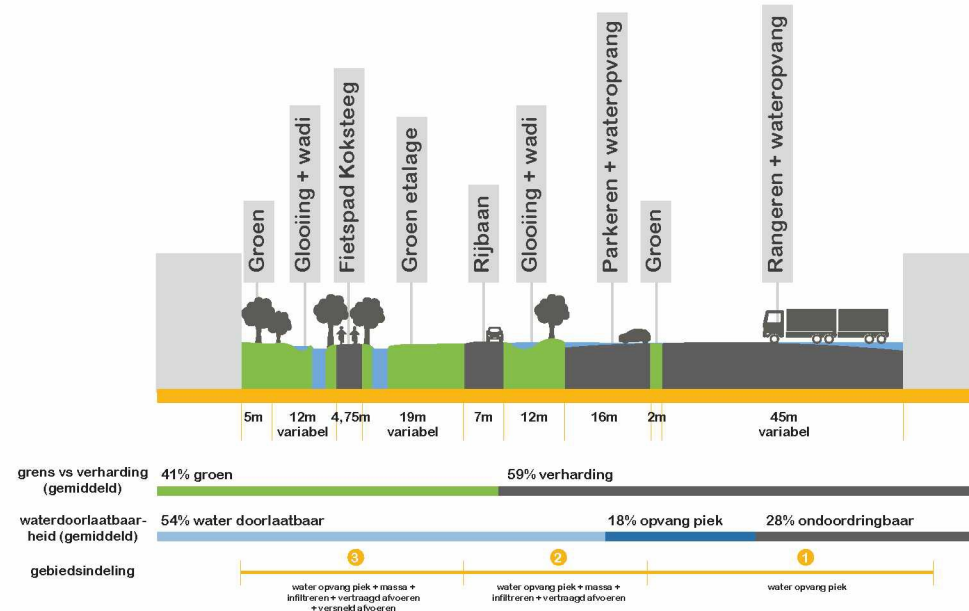 Groen
Glooiing + wadi
Fietspad Koksteeg
Groen etalage
Rijbaan
Glooiing + wadi
Parkeren + wateropvang
Groen
Rangeren + wateropvang
5m
12m
variabel
4,75m
19m
variabel
7m
12m
16m
2m
45m
variabel
grens vs verharding
(gemiddeld)
41% groen
59% verharding
waterdoorlaatbaar-
heid (gemiddeld)
54% water doorlaatbaar
18% opvang piek
28% ondoordringbaar
gebiedsindeling
3
water opvang piek + massa +
infiltreren + vertraagd afvoeren
+ versneld afvoeren
2
water opvang piek + massa +
infiltreren + vertraagd afvoeren
1
water opvang piek